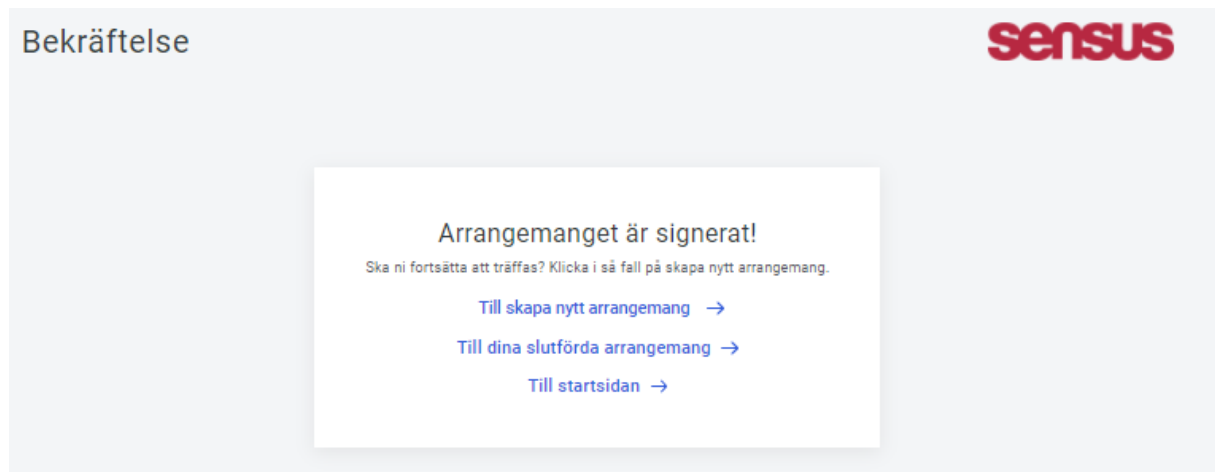 Bekräftelse
sensus
Arrangemanget är signerat!
Ska ni fortsätta att träffas? Klicka i så fall på skapa nytt arrangemang.
Till skapa nytt arrangemang →
Till dina slutförda arrangemang →
Till startsidan →